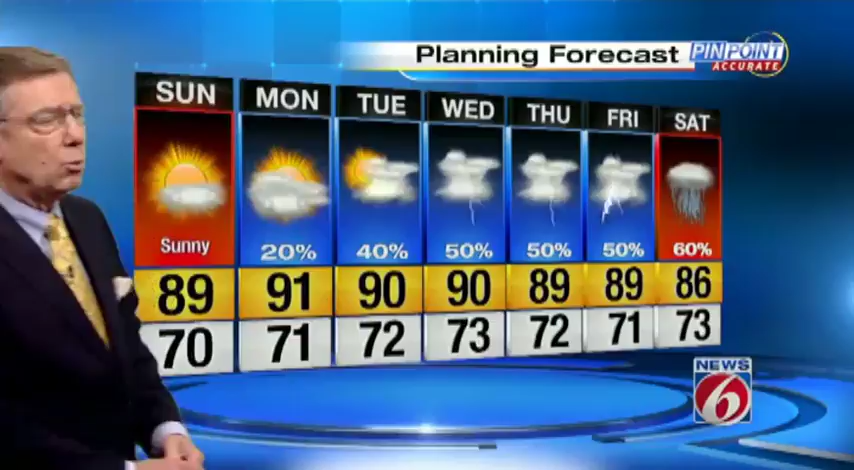 Planning Forecast PINPOINT
ACCURATE
SUN MON TUE WED THU FRI SAT
Sunny 20% 40% 50% 50% 50% 60%
89 91 90 90 89 89 86
70 71 72 73 72 71 73
NEWS
6